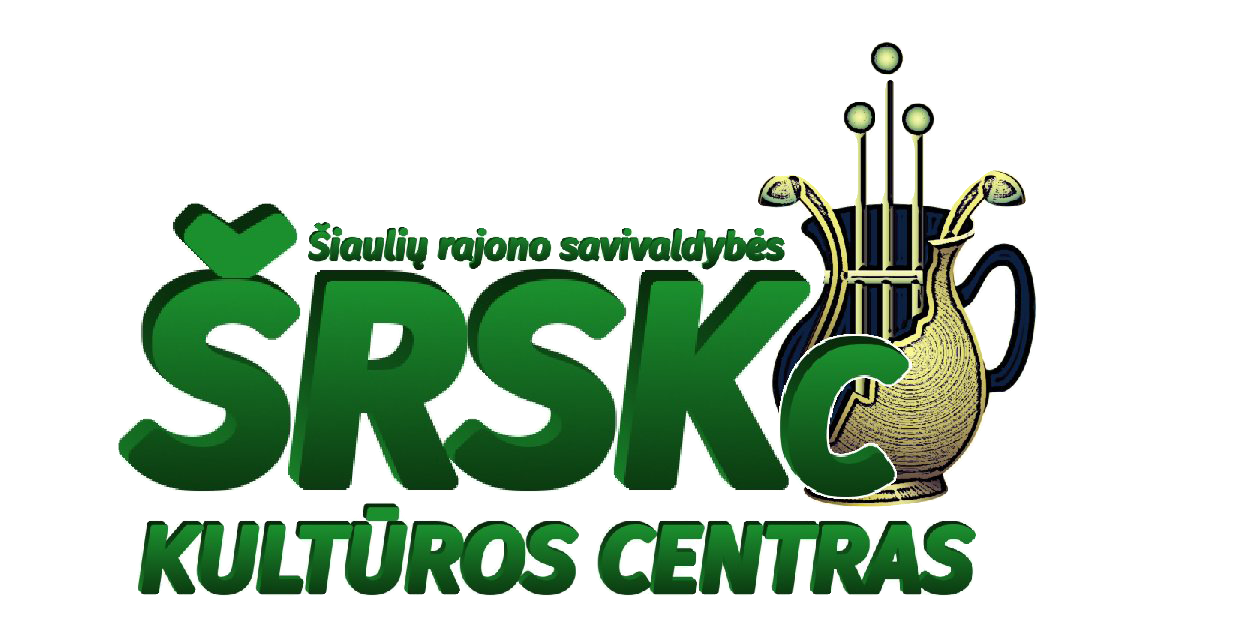 Šiaulių rajono savivaldybės
ŠRSKc
KULTŪROS CENTRAS